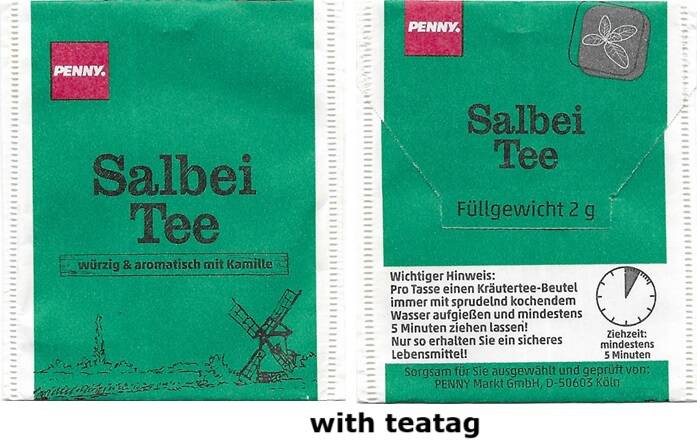 PENNY.
Salbei
Tee
würzig & aromatisch mit Kamille
PENNY.
Salbei
Tee
Füllgewicht 2 g
Wichtiger Hinweis:
Pro Tasse einen Kräutertee-Beutel
immer mit sprudelnd kochendem
Wasser aufgießen und mindestens
5 Minuten ziehen lassen!
Nur so erhalten Sie ein sicheres
Lebensmittel!
Ziehzeit:
mindestens
5 Minuten
Sorgsam für Sie ausgewählt und geprüft von:
PENNY Markt GmbH, D-50603 Köln
with teatag